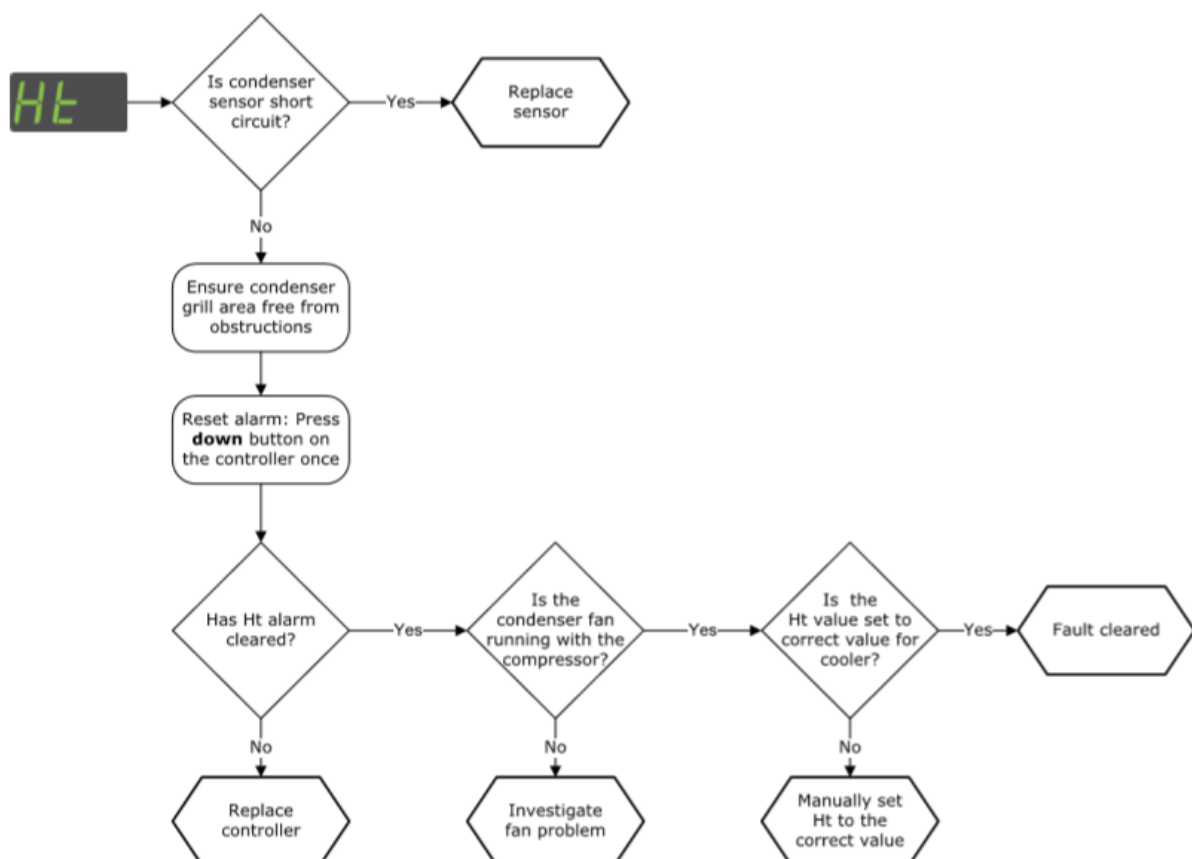 Ht
Is condenser
sensor short
circuit?
Yes
Replace
sensor
No
Ensure condenser
grill area free from
obstructions
Reset alarm: Press
down button on
the controller once
Has Ht alarm
cleared?
Yes
Is the
condenser fan
running with the
compressor?
Yes
Is the
Ht value set to
correct value for
cooler?
Yes
Fault cleared
No
Replace
controller
No
Investigate
fan problem
No
Manually set
Ht to the
correct value